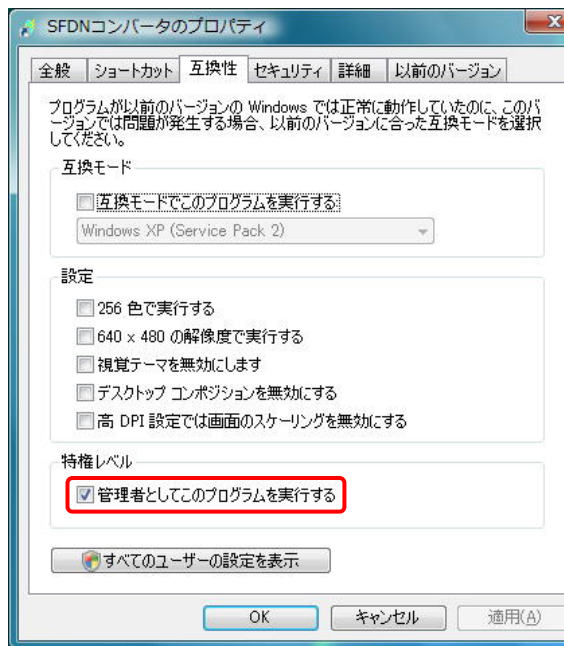 SFDNコンバータのプロパティ
全般 ショートカット 互換性 セキュリティ 詳細 以前のバージョン
プログラムが以前のバージョンの Windows では正常に動作していたのに、このバ
ージョンでは問題が発生する場合、以前のバージョンに合った互換モードを選択
してください。
互換モード
互換モードでこのプログラムを実行する:
Windows XP (Service Pack 2)
設定
256 色で実行する
640 x 480 の解像度で実行する
視覚テーマを無効にします
デスクトップ コンポジションを無効にする
高 DPI 設定では画面のスケーリングを無効にする
特権レベル
管理者としてこのプログラムを実行する
すべてのユーザーの設定を表示
OK キャンセル 適用(A)